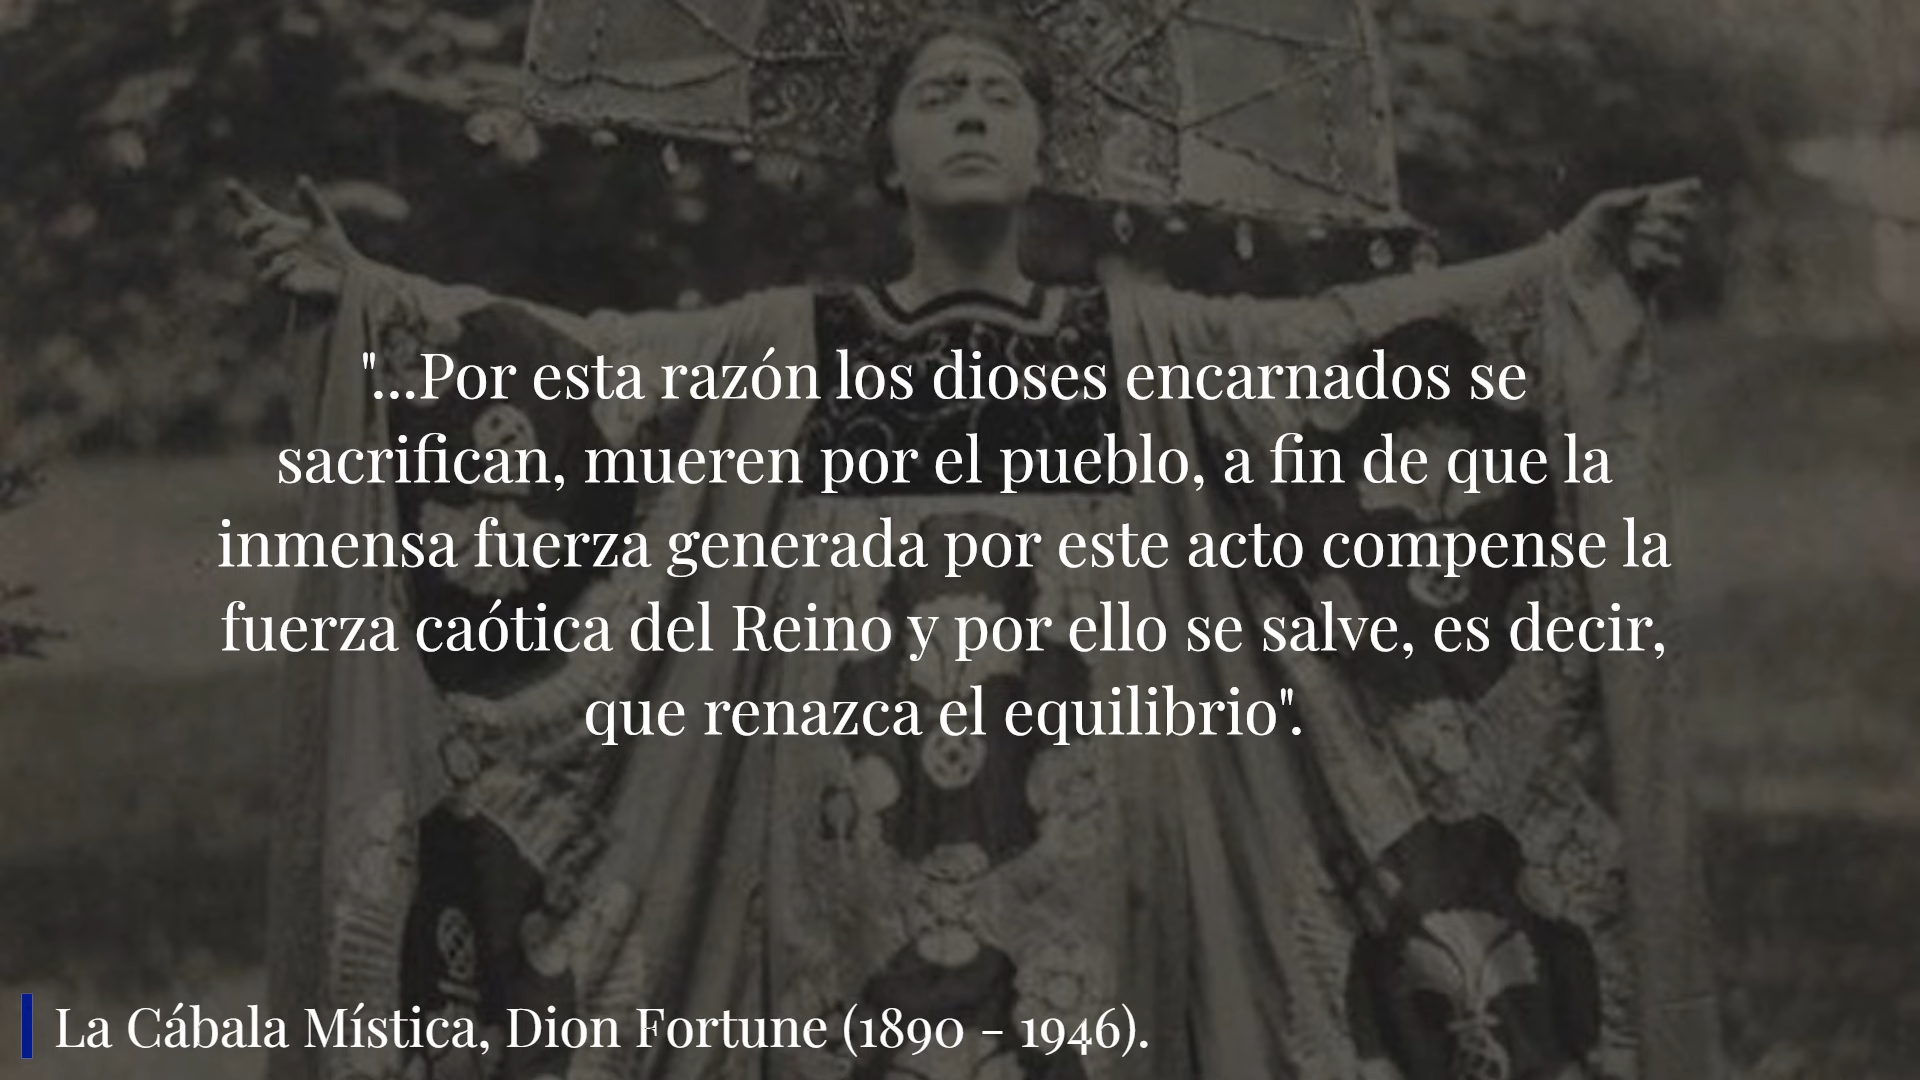 "...Por esta razón los dioses encarnados se
sacrifican, mueren por el pueblo, a fin de que la
inmensa fuerza generada por este acto compense la
fuerza caótica del Reino y por ello se salve, es decir,
que renazca el equilibrio".
La Cábala Mística, Dion Fortune (1890 - 1946).